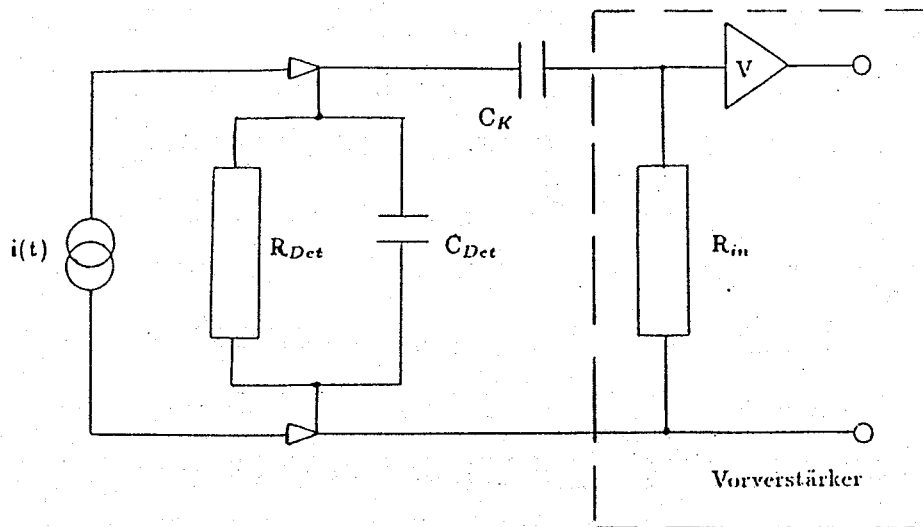 V
C_K
i(t)
R_Det
C_Det
R_in
Vorverstärker